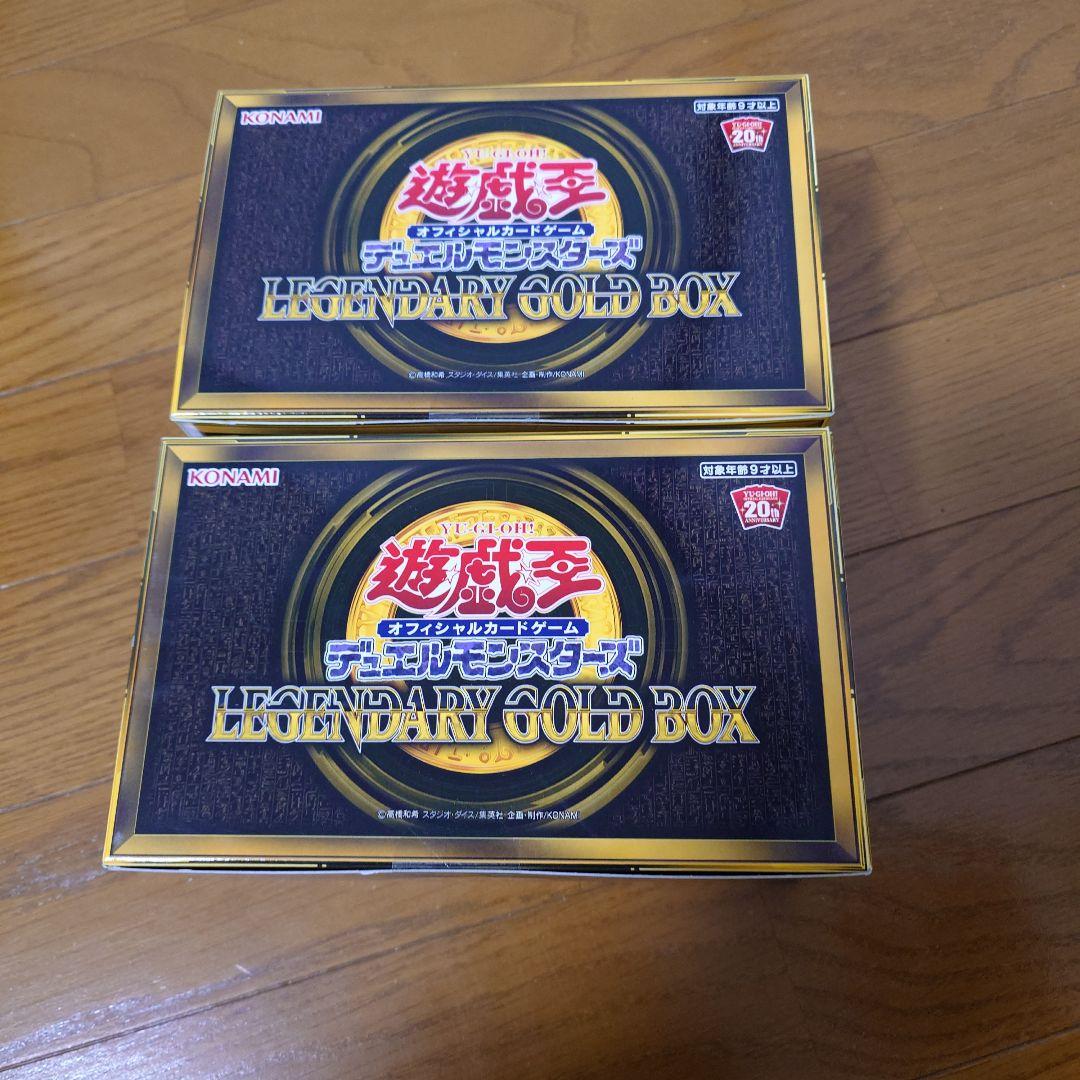 KONAMI
対象年齢9才以上
YU-GI-OH!
20th
ANNIVERSARY
YU-GI-OH!
遊戯王
オフィシャルカードゲーム
デュエルモンスターズ
LEGENDARY GOLD BOX
©高橋和希 スタジオ・ダイス/集英社 企画・制作/KONAMI
KONAMI
対象年齢9才以上
YU-GI-OH!
20th
ANNIVERSARY
YU-GI-OH!
遊戯王
オフィシャルカードゲーム
デュエルモンスターズ
LEGENDARY GOLD BOX
©高橋和希 スタジオ・ダイス/集英社 企画・制作/KONAMI